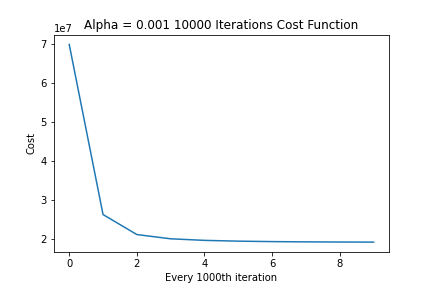 Alpha = 0.001 10000 Iterations Cost Function
1e7
7
6
5
4
3
2
Cost
0 2 4 6 8
Every 1000th iteration